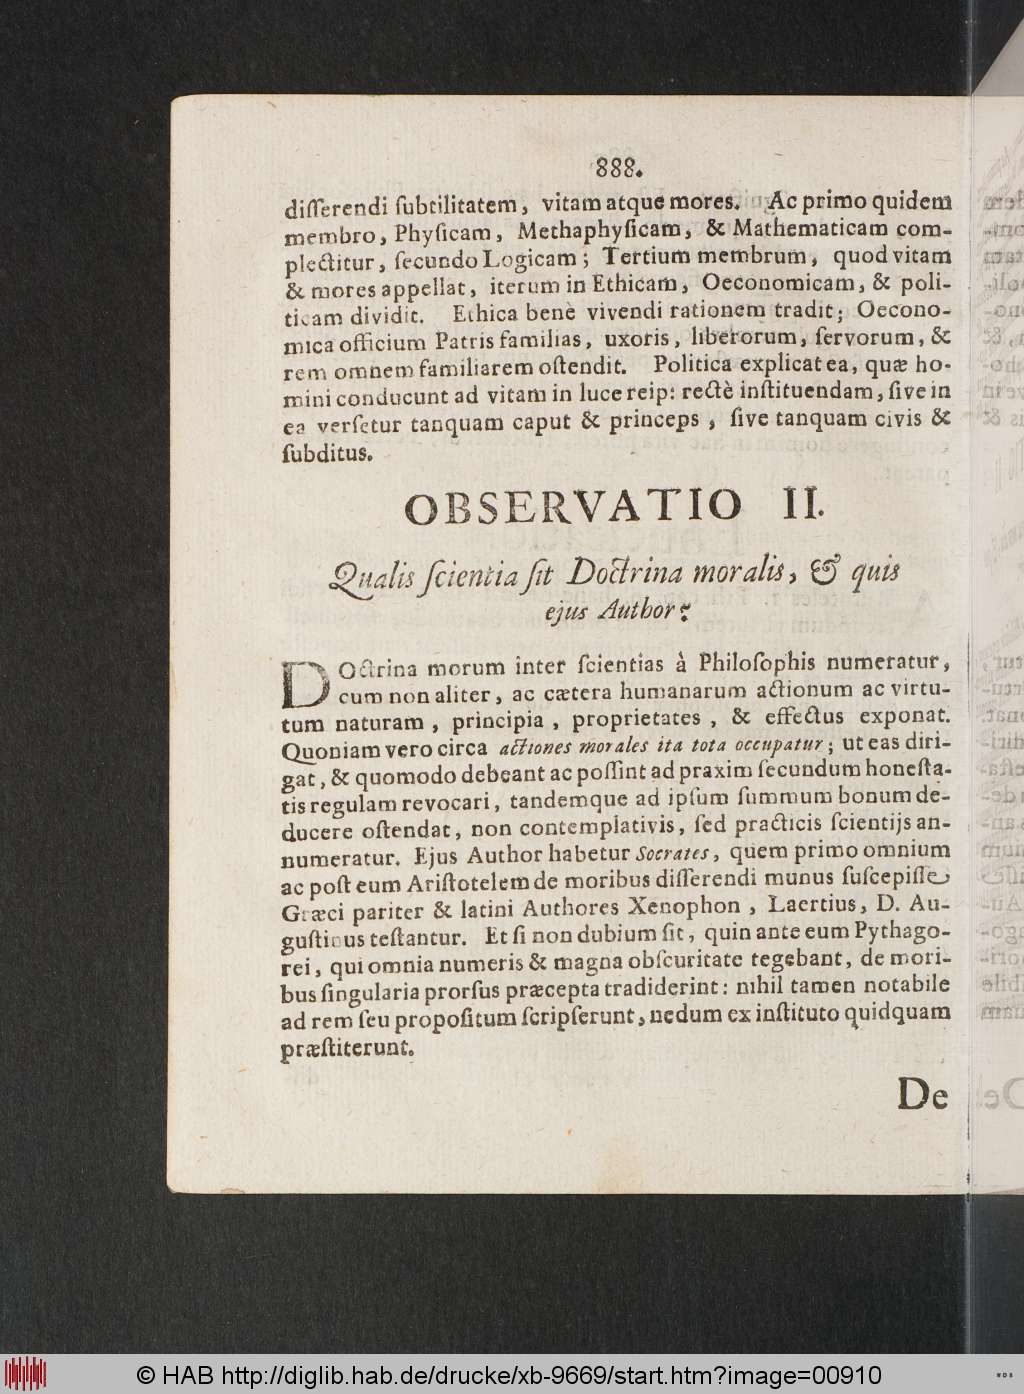 888.
disserendi ſubtilitatem, vitam atque mores. Ac primo quidem
membro, Phyſicam, Methaphyſicam, & Mathematicam com-
plectitur, ſecundo Logicam; Tertium membrum, quod vitam
& mores appellat, iterum in Ethicam, Oeconomicam, & poli-
ticam dividit. Ethica benè vivendi rationem tradit; Oecono-
mica officium Patris familias, uxoris, liberorum, ſervorum, &
rem omnem familiarem oſtendit. Politica explicat ea, quæ ho-
mini conducunt ad vitam in luce reip: rectè inſtituendam, ſive in
ea verſetur tanquam caput & princeps, ſive tanquam civis &
ſubditus.
OBSERVATIO II.
Qualis ſcientia ſit Doctrina moralis, & quis
ejus Author?
DOctrina morum inter ſcientias à Philoſophis numeratur,
cum non aliter, ac cætera humanarum actionum ac virtu-
tum naturam, principia, proprietates, & effectus exponat.
Quoniam vero circa actiones morales ita tota occupatur; ut eas diri-
gat, & quomodo debeant ac poſſint ad praxim ſecundum honeſta-
tis regulam revocari, tandemque ad ipſum ſummum bonum de-
ducere oſtendat, non contemplativis, ſed practicis ſcientijs an-
numeratur. Ejus Author habetur Socrates, quem primo omnium
ac poſt eum Ariſtotelem de moribus diſſerendi munus ſuſcepiſſe
Græci pariter & latini Authores Xenophon, Laertius, D. Au-
guſtinus teſtantur. Et ſi non dubium ſit, quin ante eum Pythago-
rei, qui omnia numeris & magna obſcuritate tegebant, de mori-
bus ſingularia prorſus præcepta tradiderint: nihil tamen notabile
ad rem ſeu propoſitum ſcripſerunt, nedum ex inſtituto quidquam
præſtiterunt.
De
© HAB http://diglib.hab.de/drucke/xb-9669/start.htm?image=00910